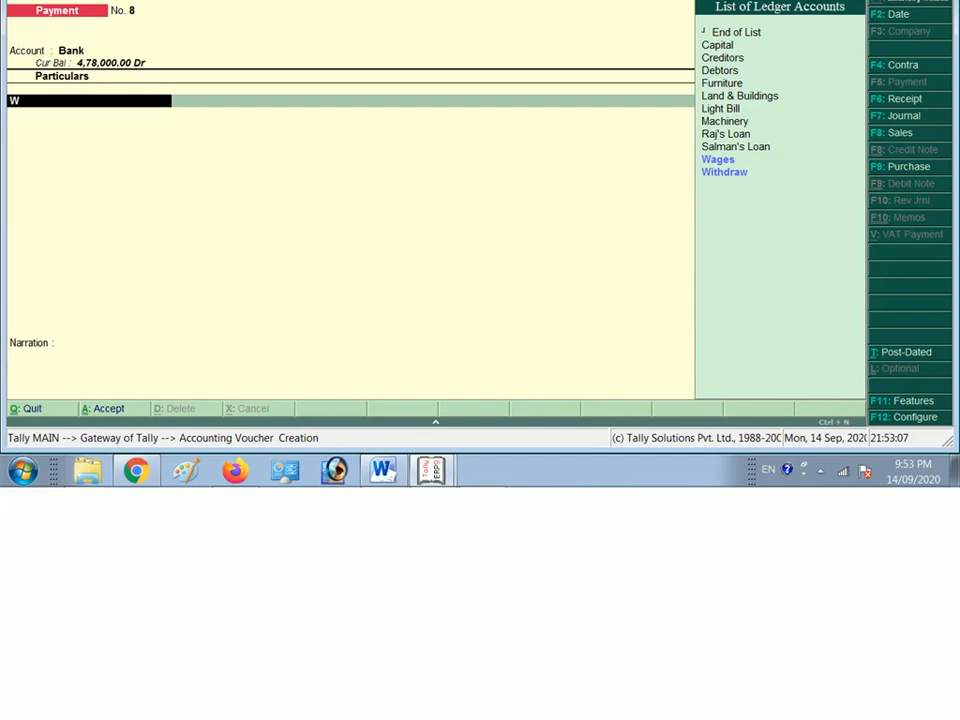 Payment No. 8
Account : Bank
Cur Bal : 4,78,000.00 Dr
Particulars
W
Narration :
List of Ledger Accounts
┘ End of List
Capital
Creditors
Debtors
Furniture
Land & Buildings
Light Bill
Machinery
Raj's Loan
Salman's Loan
Wages
Withdraw
F2: Date
F3: Company
F4: Contra
F5: Payment
F6: Receipt
F7: Journal
F8: Sales
F8: Credit Note
F9: Purchase
F9: Debit Note
F10: Rev Jrnl
F10: Memos
V: VAT Payment
T: Post-Dated
L: Optional
F11: Features
F12: Configure
Q: Quit A: Accept D: Delete X: Cancel
Ctrl + N
Tally MAIN --> Gateway of Tally --> Accounting Voucher Creation (c) Tally Solutions Pvt. Ltd., 1988-200 Mon, 14 Sep, 2020 21:53:07
W Tally ERP9 EN 9:53 PM
14/09/2020